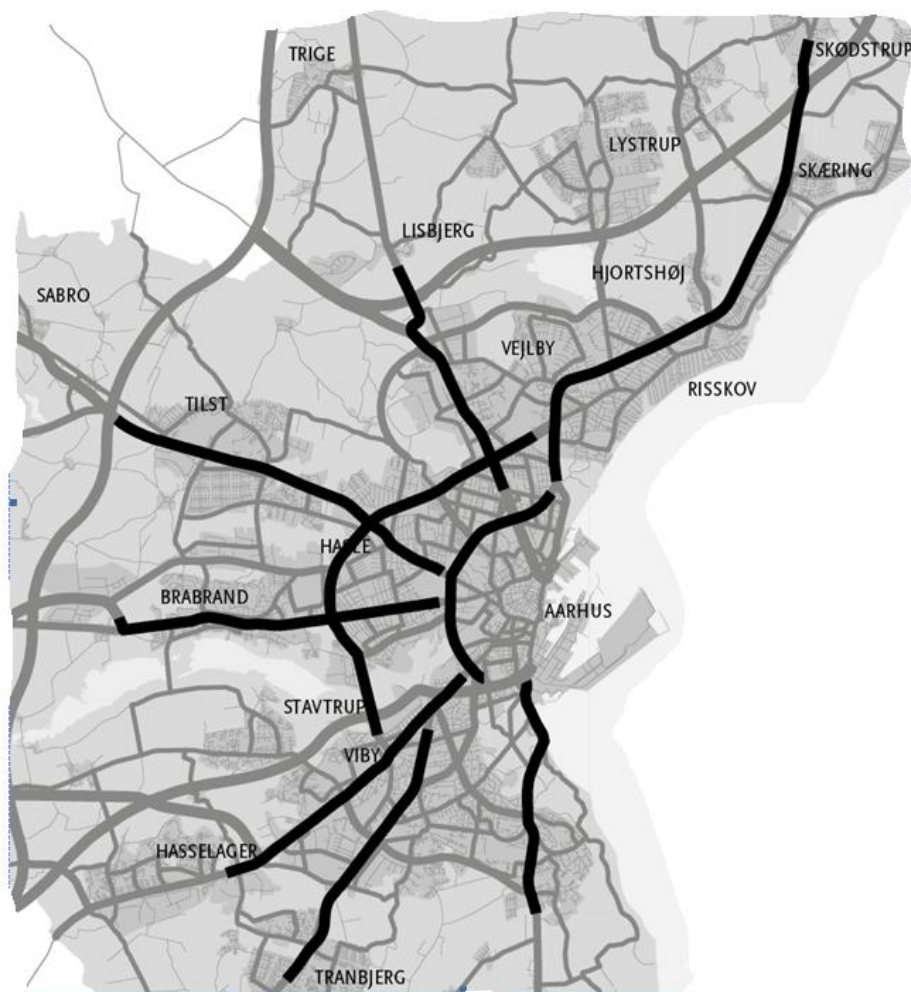 TRIGE
SKØDSTRUP
LYSTRUP
SKÆRING
LISBJERG
HJORTSHØJ
SABRO
VEJLBY
RISSKOV
TILST
HASLE
BRABRAND
AARHUS
STAVTRUP
VIBY
HASSELAGER
TRANBJERG